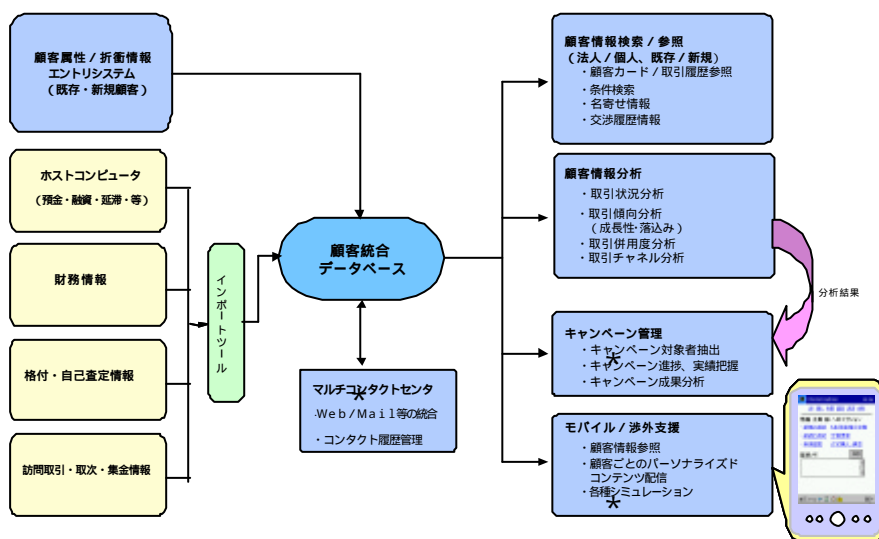 顧客属性/折衝情報
エントリシステム
(既存・新規顧客)
ホストコンピュータ
(預金・融資・延滞・等)
財務情報
格付・自己査定情報
訪問取引・取次・集金情報
インポートツール
顧客統合
データベース
マルチコンタクトセンタ
*
・Web/Mail等の統合
・コンタクト履歴管理
顧客情報検索/参照
(法人/個人、既存/新規)
・顧客カード/取引履歴参照
・条件検索
・名寄せ情報
・交渉履歴情報
顧客情報分析
・取引状況分析
・取引傾向分析
(成長性・落込み)
・取引併用度分析
・取引チャネル分析
分析結果
キャンペーン管理
・キャンペーン対象者抽出
*
・キャンペーン進捗、実績把握
・キャンペーン成果分析
モバイル/渉外支援
・顧客情報参照
・顧客ごとのパーソナライズド
コンテンツ配信
・各種シミュレーション
*